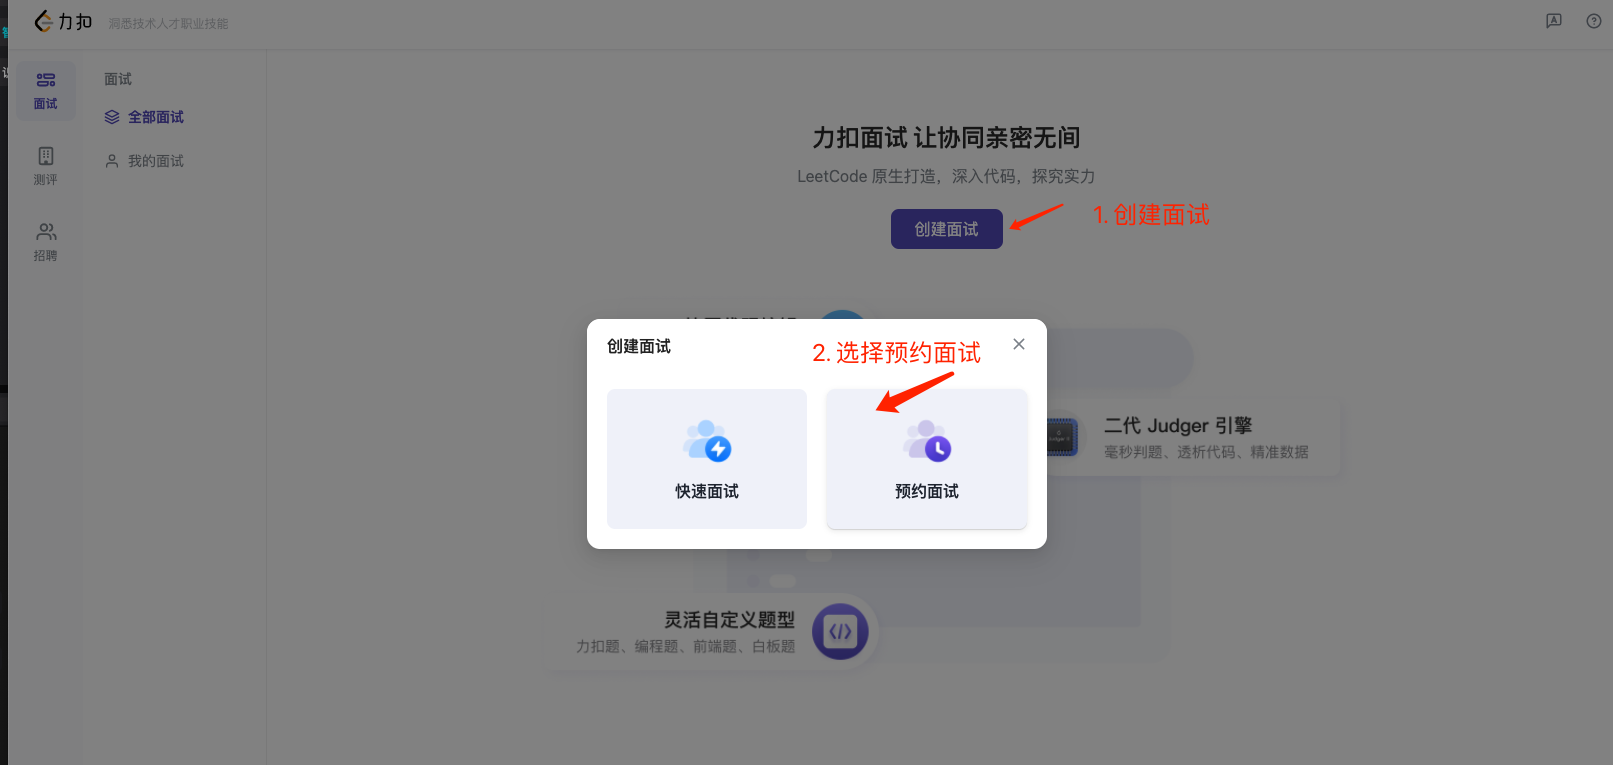 力扣 洞悉技术人才职业技能
面试
测评
招聘
面试
全部面试
我的面试
力扣面试 让协同亲密无间
LeetCode 原生打造，深入代码，探究实力
创建面试
1. 创建面试
创建面试
2. 选择预约面试
快速面试
预约面试
二代 Judger 引擎
毫秒判题、透析代码、精准数据
灵活自定义题型
力扣题、编程题、前端题、白板题